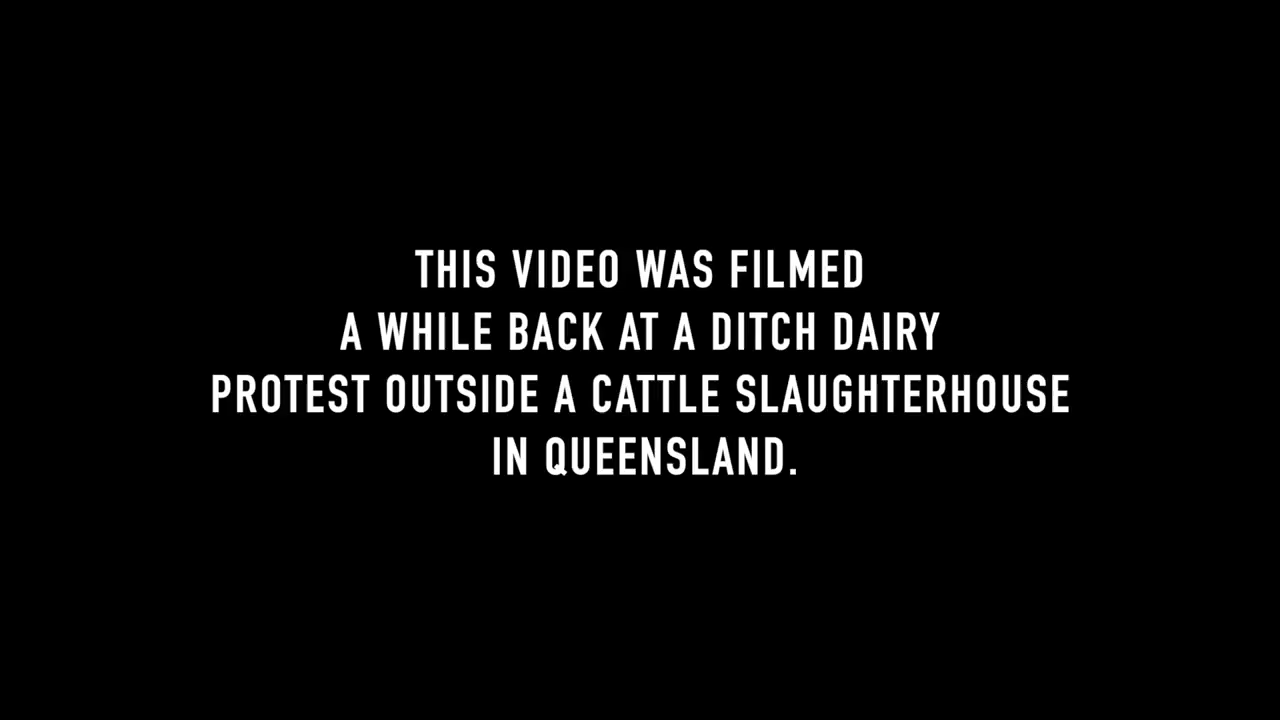 THIS VIDEO WAS FILMED
A WHILE BACK AT A DITCH DAIRY
PROTEST OUTSIDE A CATTLE SLAUGHTERHOUSE
IN QUEENSLAND.